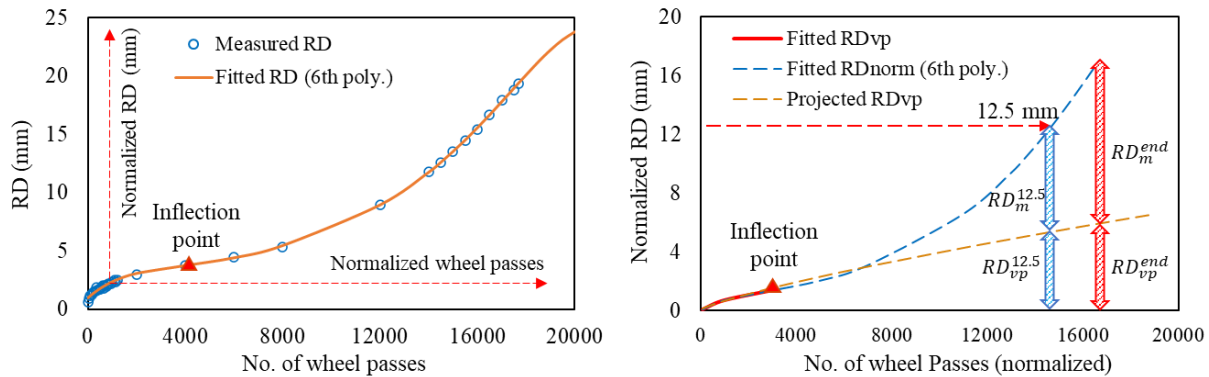 25
20
15
10
5
0
RD (mm)
Normalized RD (mm)
Measured RD
Fitted RD (6th poly.)
Inflection
point
Normalized wheel passes
0
4000
8000
12000
16000
20000
No. of wheel passes
20
16
12
8
4
0
Normalized RD (mm)
Fitted RDvp
Fitted RDnorm (6th poly.)
Projected RDvp
12.5 mm
Inflection
point
RD_m^12.5
RD_m^end
RD_vp^12.5
RD_vp^end
0
4000
8000
12000
16000
20000
No. of wheel Passes (normalized)